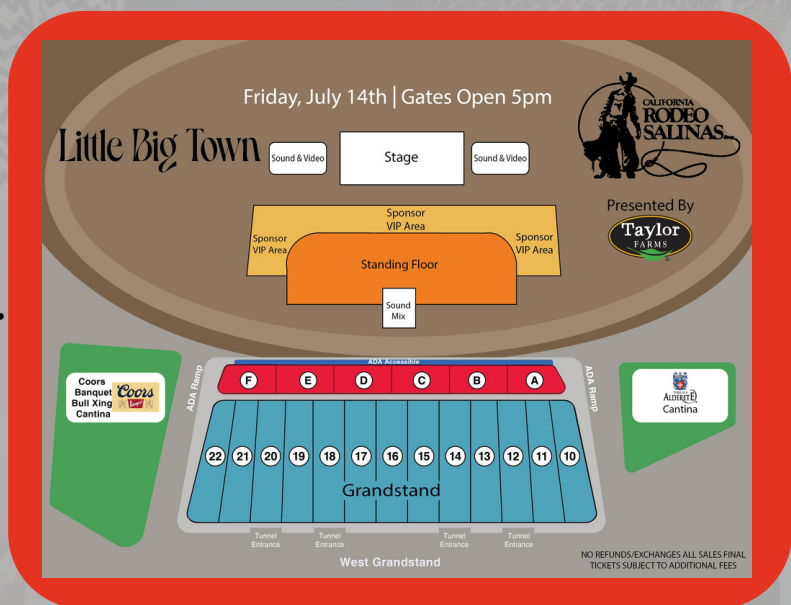 Friday, July 14th | Gates Open 5pm
Little Big Town
CALIFORNIA
RODEO
SALINAS
Sound & Video
Stage
Sound & Video
Presented By
Taylor
FARMS
Sponsor
VIP Area
Sponsor
VIP Area
Sponsor
VIP Area
Standing Floor
Sound
Mix
ADA Accessible
ADA Ramp
F E D C B A
ADA Ramp
Coors
Banquet
Bull Xing
Cantina
Coors
ALDERETE
Cantina
22 21 20 19 18 17 16 15 14 13 12 11 10
Grandstand
Tunnel
Entrance
Tunnel
Entrance
Tunnel
Entrance
Tunnel
Entrance
West Grandstand
NO REFUNDS/EXCHANGES ALL SALES FINAL
TICKETS SUBJECT TO ADDITIONAL FEES